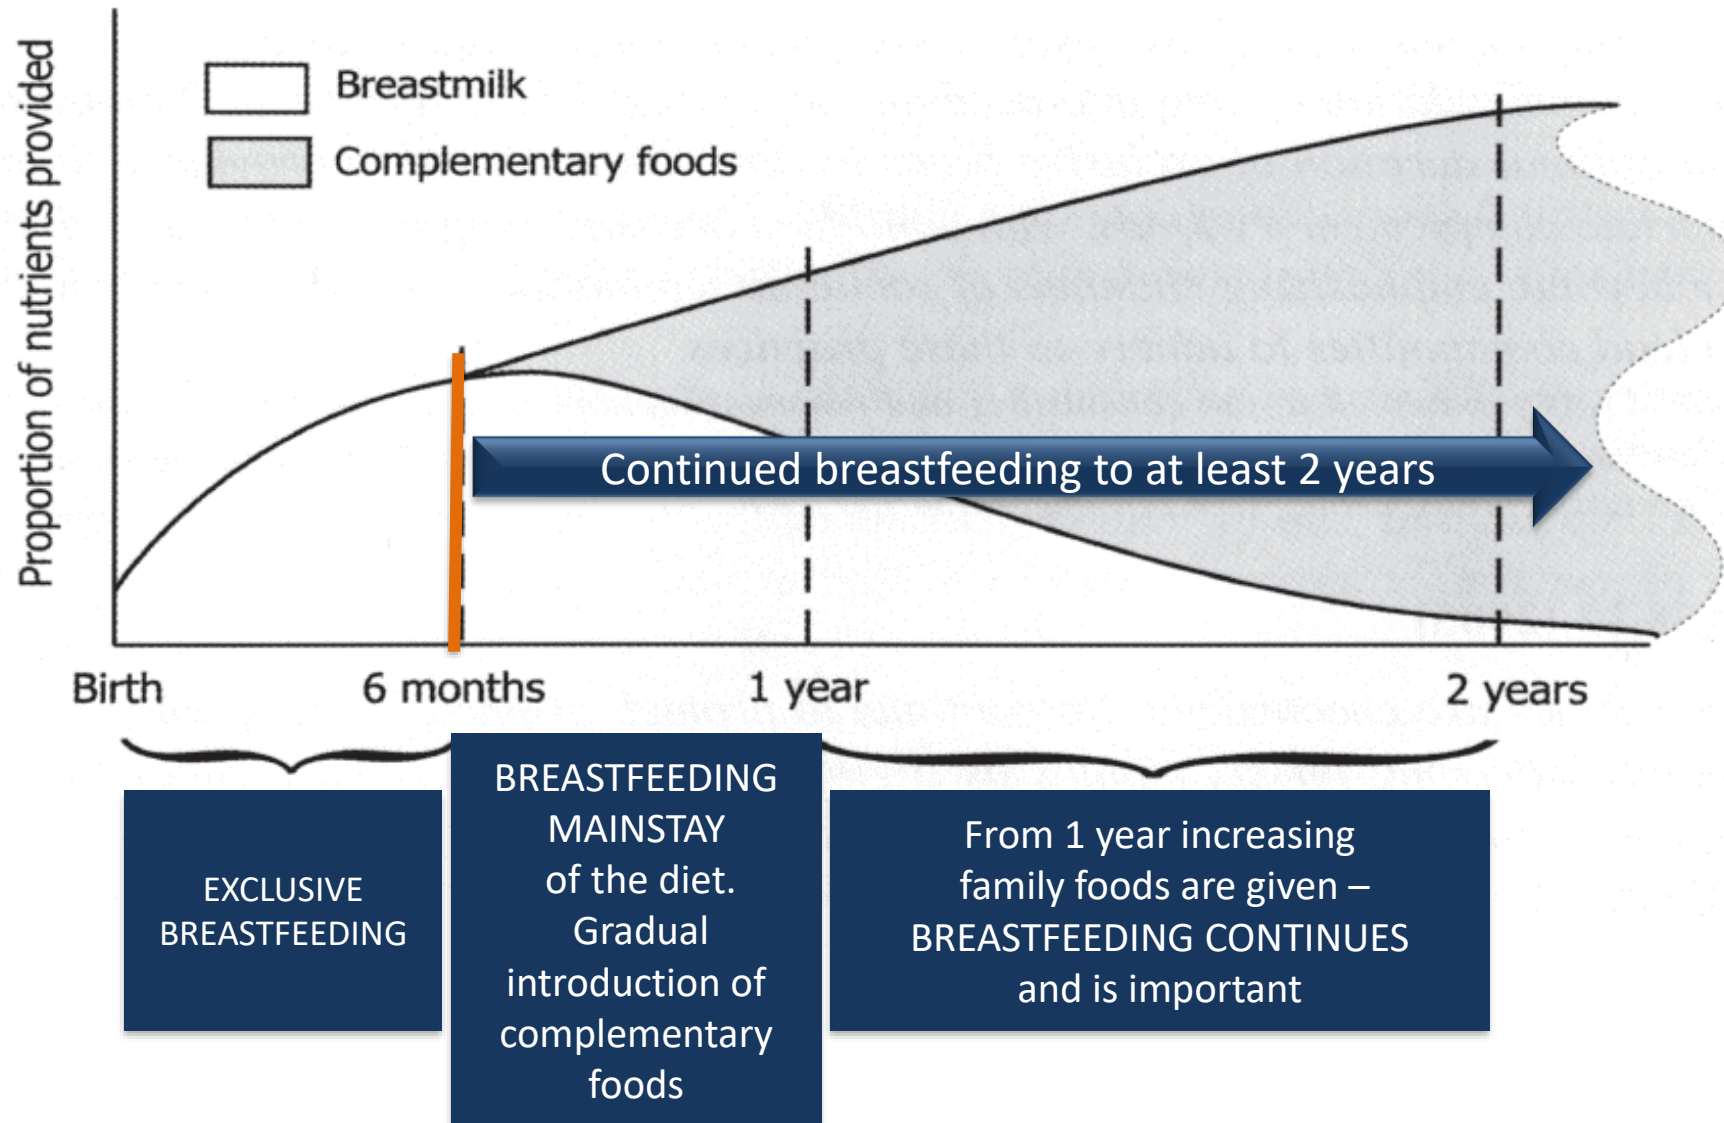 Proportion of nutrients provided
Breastmilk
Complementary foods
Continued breastfeeding to at least 2 years
Birth
6 months
1 year
2 years
EXCLUSIVE
BREASTFEEDING
BREASTFEEDING
MAINSTAY
of the diet.
Gradual
introduction of
complementary
foods
From 1 year increasing
family foods are given –
BREASTFEEDING CONTINUES
and is important